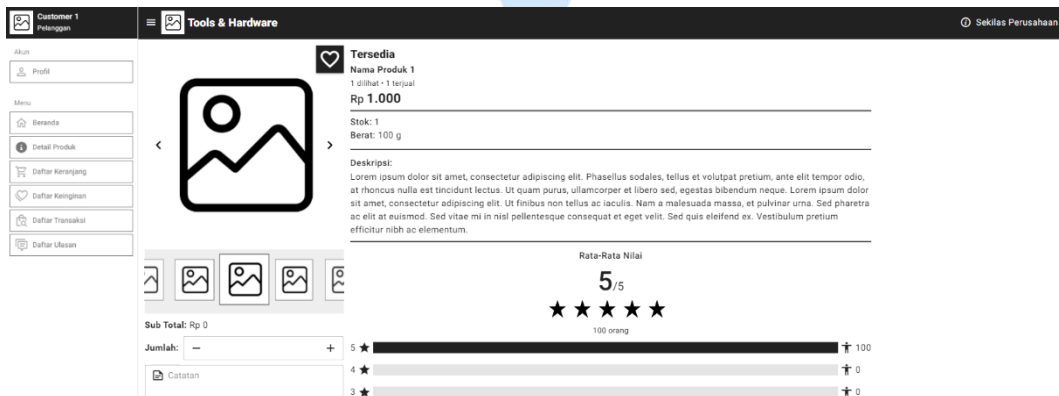 Customer 1
Pelanggan
Tools & Hardware
Sekilas Perusahaan
Akun
Profil
Menu
Beranda
Detail Produk
Daftar Keranjang
Daftar Keinginan
Daftar Transaksi
Daftar Ulasan
Tersedia
Nama Produk 1
1 dilihat • 1 terjual
Rp 1.000
Stok: 1
Berat: 100 g
Deskripsi:
Lorem ipsum dolor sit amet, consectetur adipiscing elit. Phasellus sodales, tellus et volutpat pretium, ante elit tempor odio,
at rhoncus nulla est tincidunt lectus. Ut quam purus, ullamcorper et libero sed, egestas bibendum neque. Lorem ipsum dolor
sit amet, consectetur adipiscing elit. Ut finibus non tellus ac iaculis. Nam a malesuada massa, et pulvinar urna. Sed pharetra
ac elit at euismod. Sed vitae mi in nisl pellentesque consequat et eget velit. Sed quis eleifend ex. Vestibulum pretium
efficitur nibh ac elementum.
Sub Total: Rp 0
Jumlah: − +
Catatan
Rata-Rata Nilai
5/5
100 orang
5 100
4 0
3 0